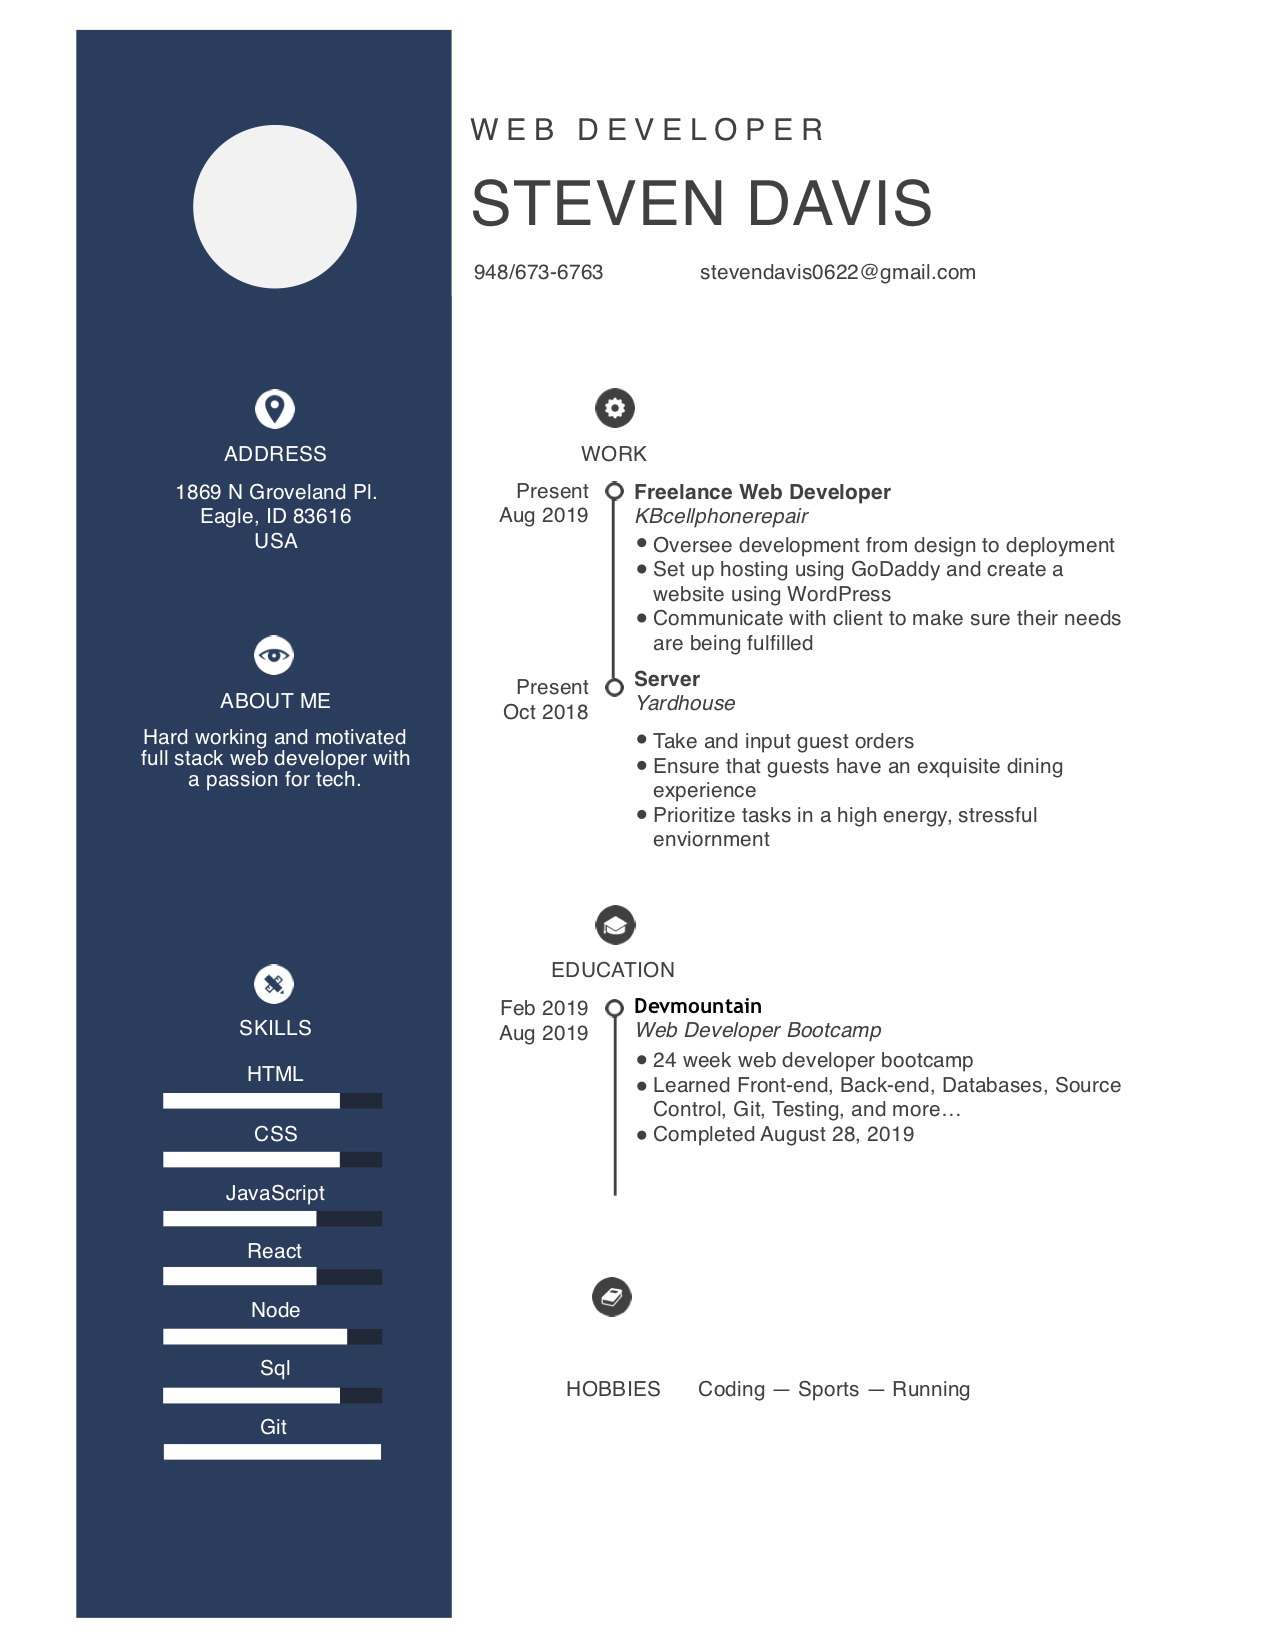 WEB DEVELOPER
STEVEN DAVIS
948/673-6763 stevendavis0622@gmail.com
ADDRESS
1869 N Groveland Pl.
Eagle, ID 83616
USA
ABOUT ME
Hard working and motivated
full stack web developer with
a passion for tech.
SKILLS
HTML
CSS
JavaScript
React
Node
Sql
Git
WORK
Present
Aug 2019
Freelance Web Developer
KBcellphonerepair
● Oversee development from design to deployment
● Set up hosting using GoDaddy and create a
website using WordPress
● Communicate with client to make sure their needs
are being fulfilled
Present
Oct 2018
Server
Yardhouse
● Take and input guest orders
● Ensure that guests have an exquisite dining
experience
● Prioritize tasks in a high energy, stressful
enviornment
EDUCATION
Feb 2019
Aug 2019
Devmountain
Web Developer Bootcamp
● 24 week web developer bootcamp
● Learned Front-end, Back-end, Databases, Source
Control, Git, Testing, and more…
● Completed August 28, 2019
HOBBIES Coding — Sports — Running